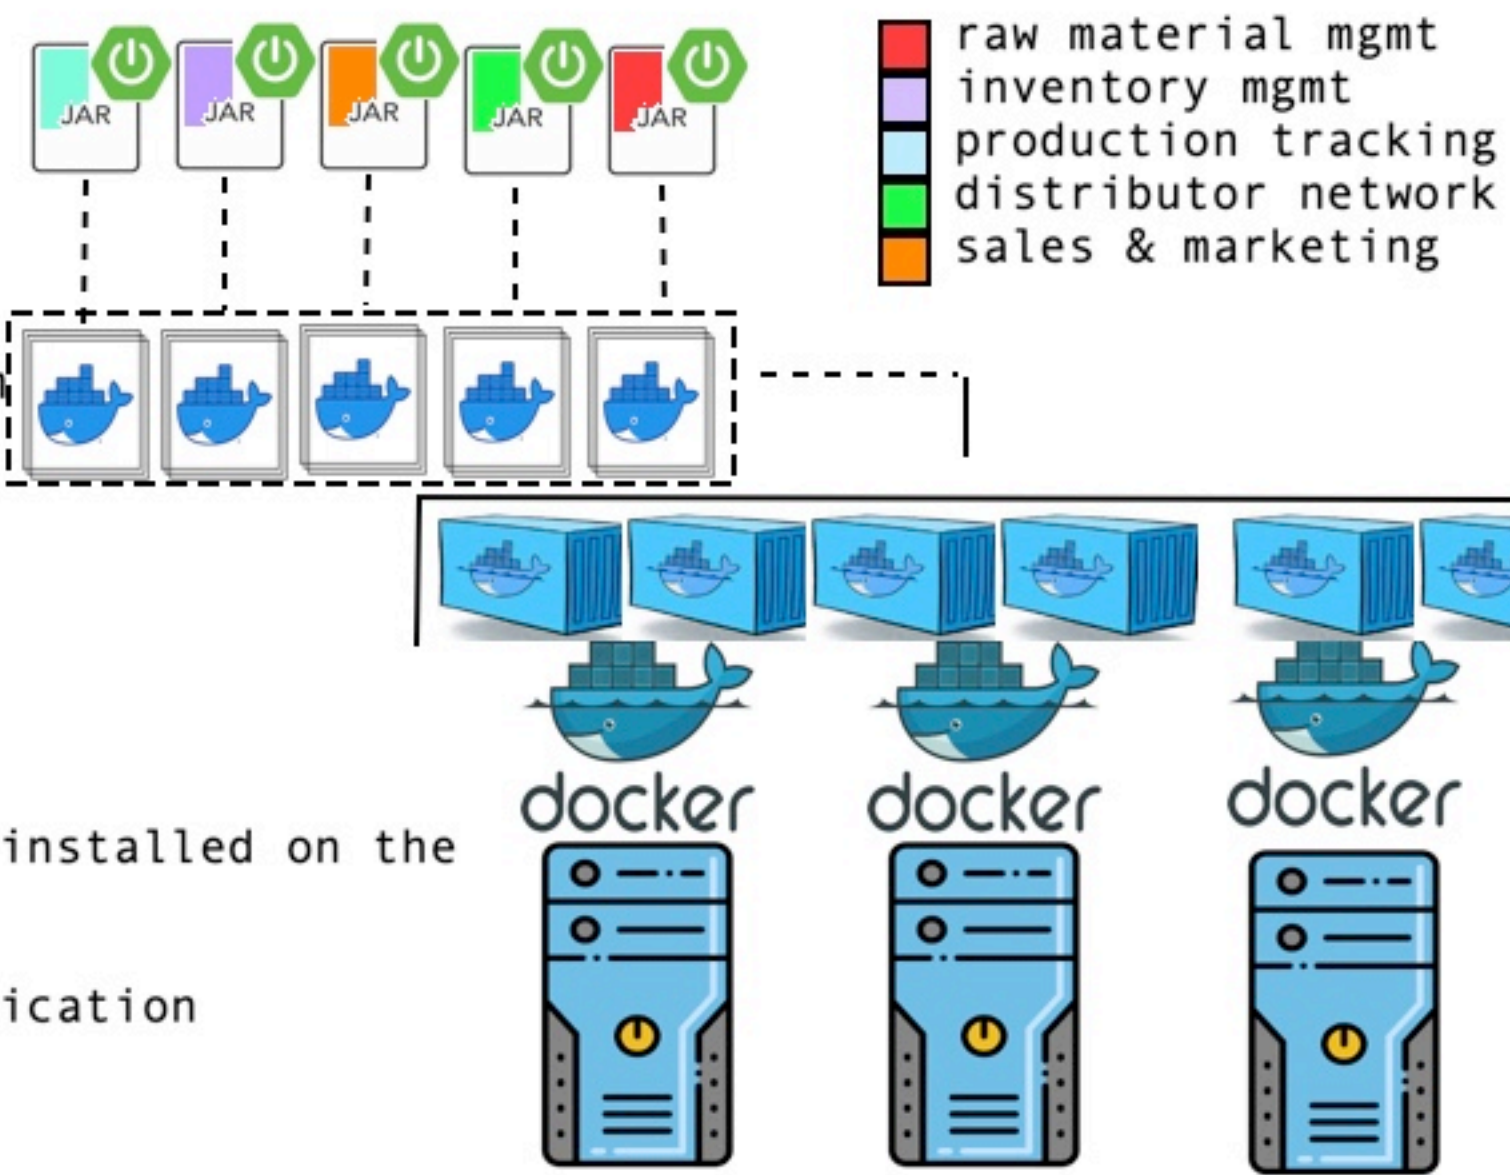 JAR JAR JAR JAR JAR
raw material mgmt
inventory mgmt
production tracking
distributor network
sales & marketing
docker docker docker
installed on the
ication